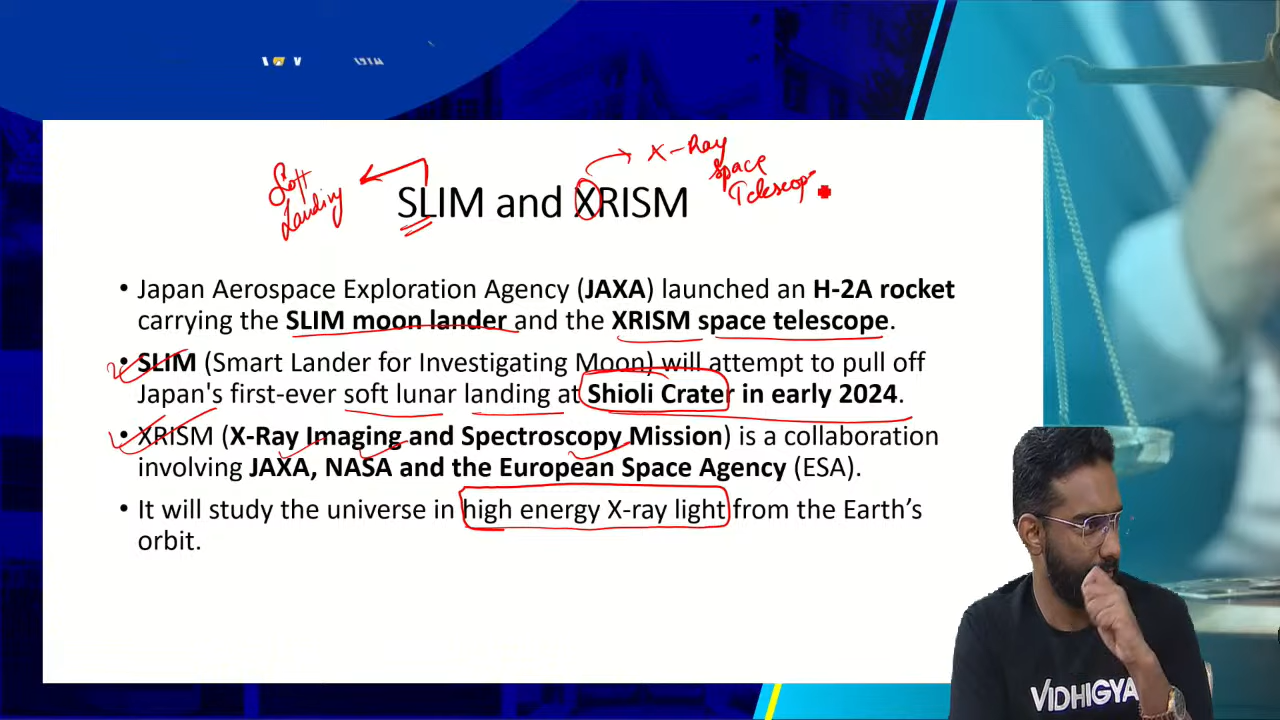 X-Ray
Space
Telescop
Soft
Landing
SLIM and XRISM
• Japan Aerospace Exploration Agency (JAXA) launched an H-2A rocket
carrying the SLIM moon lander and the XRISM space telescope.
• SLIM (Smart Lander for Investigating Moon) will attempt to pull off
Japan's first-ever soft lunar landing at Shioli Crater in early 2024.
• XRISM (X-Ray Imaging and Spectroscopy Mission) is a collaboration
involving JAXA, NASA and the European Space Agency (ESA).
• It will study the universe in high energy X-ray light from the Earth's
orbit.
VIDHIGYA